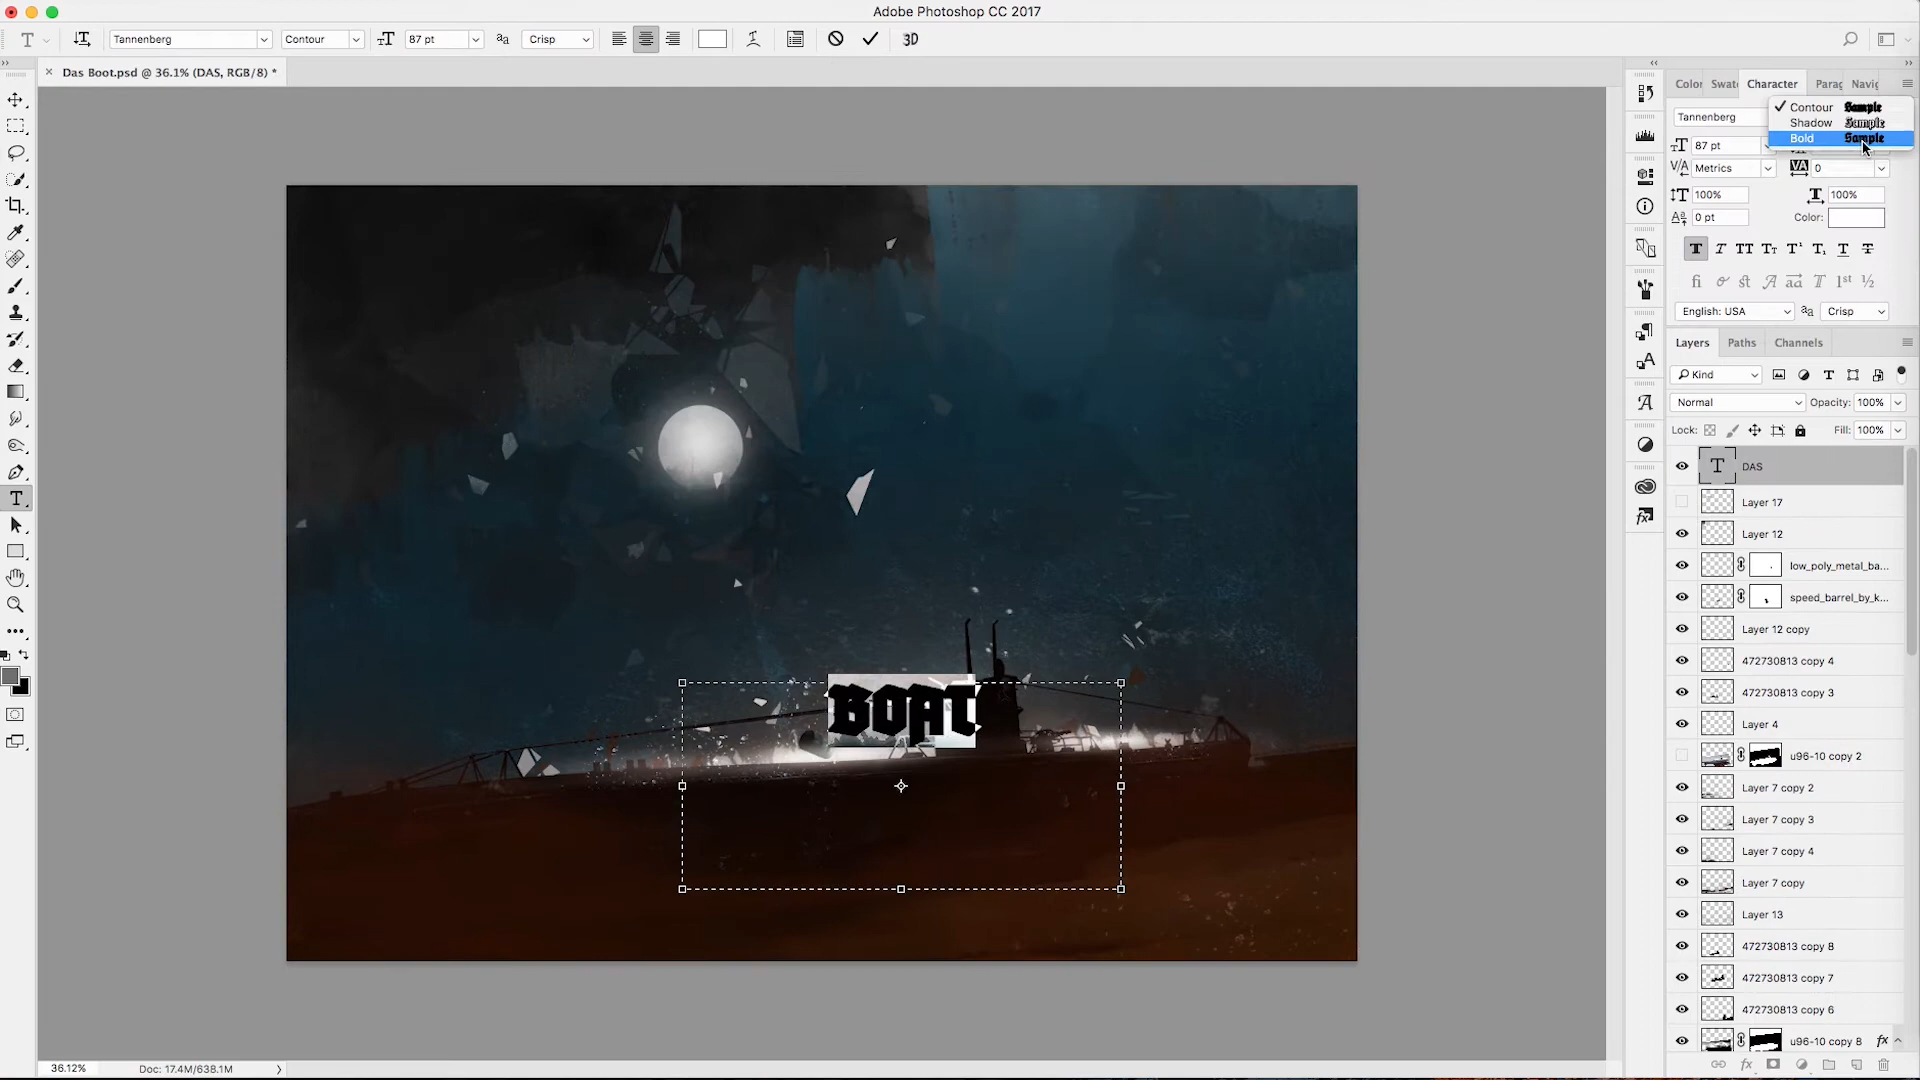 Adobe Photoshop CC 2017
Tannenberg Contour 87 pt Crisp 3D
Das Boot.psd @ 36.1% (DAS, RGB/8) *
Color Swatc Character Parag Navig
Tannenberg
Contour Sample
Shadow Sample
Bold Sample
87 pt
Metrics 0
100% 100%
0 pt Color:
English: USA Crisp
Layers Paths Channels
Kind
Normal Opacity: 100%
Lock: Fill: 100%
DAS
Layer 17
Layer 12
low_poly_metal_ba...
speed_barrel_by_k...
Layer 12 copy
472730813 copy 4
472730813 copy 3
Layer 4
u96-10 copy 2
Layer 7 copy 2
Layer 7 copy 3
Layer 7 copy 4
Layer 7 copy
Layer 13
472730813 copy 8
472730813 copy 7
472730813 copy 6
u96-10 copy 8 fx
BOAT
36.12% Doc: 17.4M/638.1M